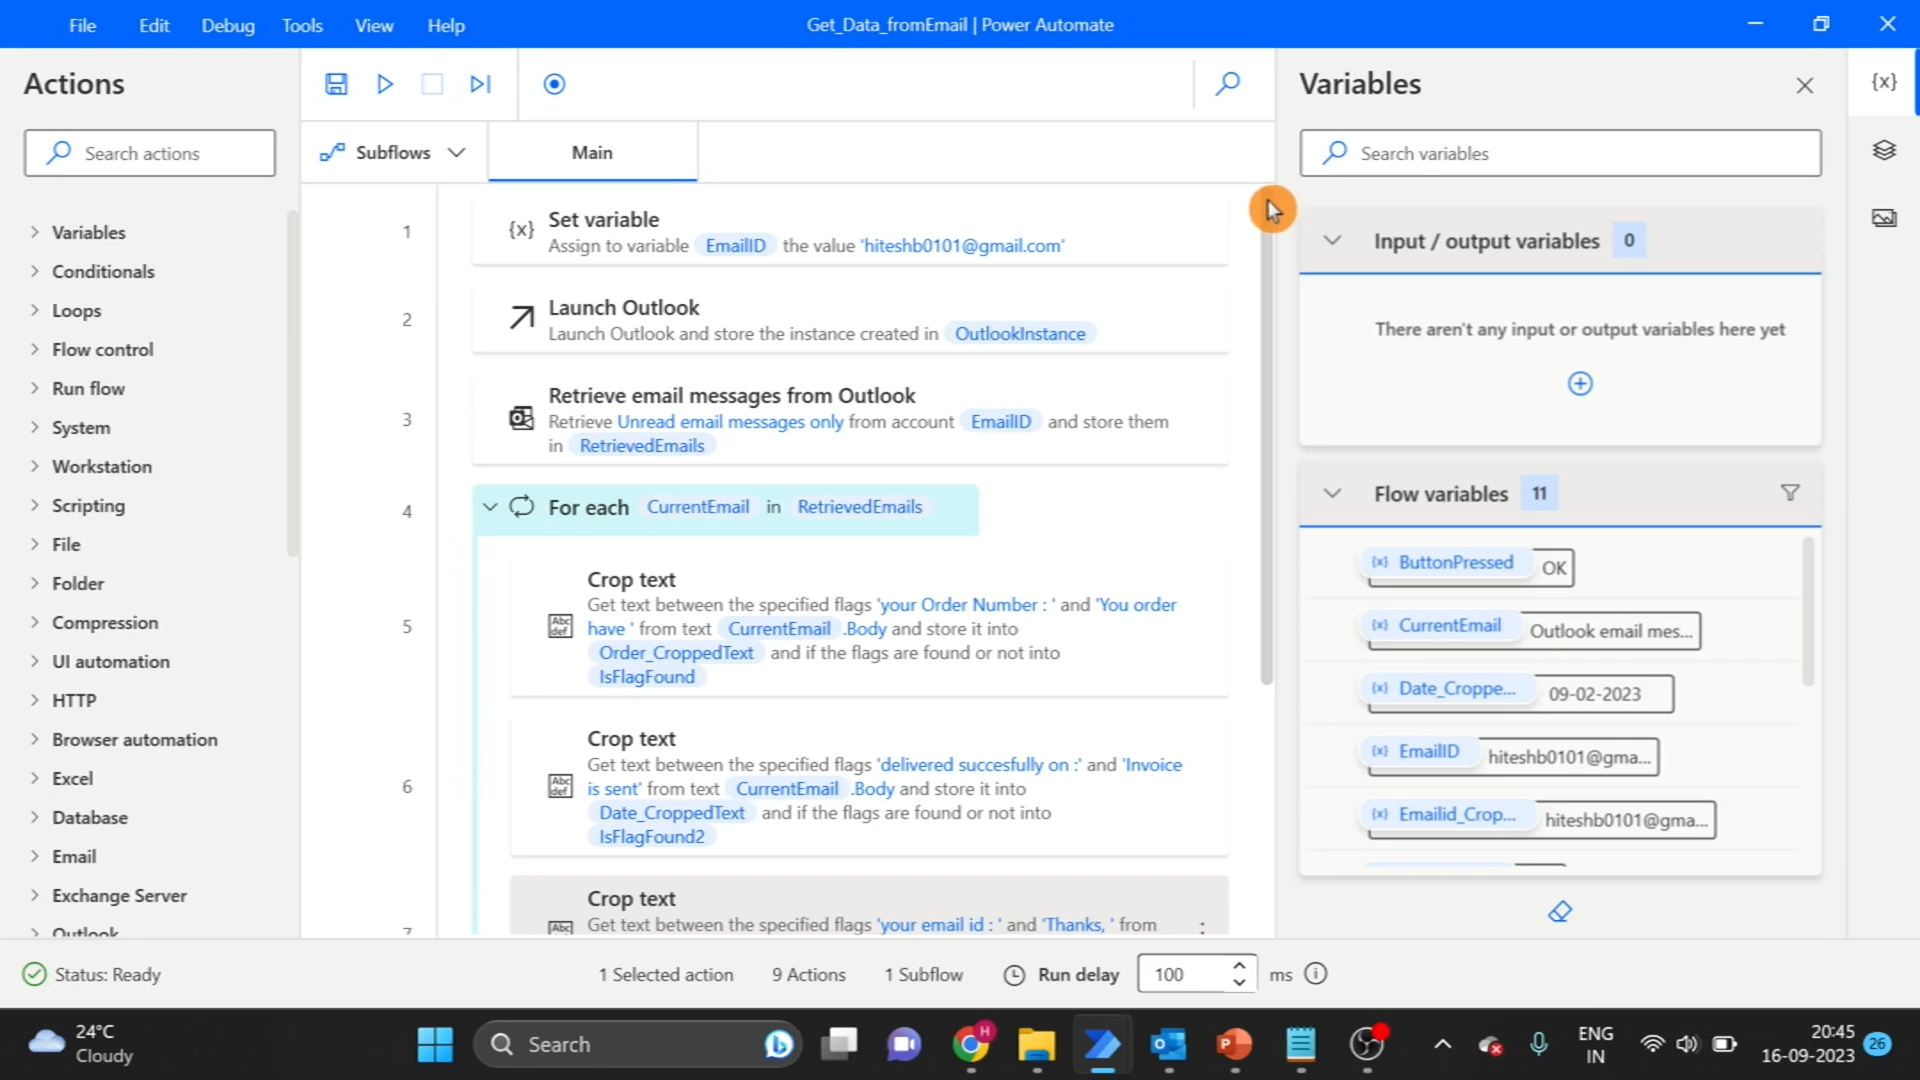 File Edit Debug Tools View Help
Get_Data_fromEmail | Power Automate
Actions
Search actions
Variables
Conditionals
Loops
Flow control
Run flow
System
Workstation
Scripting
File
Folder
Compression
UI automation
HTTP
Browser automation
Excel
Database
Email
Exchange Server
Outlook
Subflows
Main
1
{x}
Set variable
Assign to variable EmailID the value 'hiteshb0101@gmail.com'
2
Launch Outlook
Launch Outlook and store the instance created in OutlookInstance
3
Retrieve email messages from Outlook
Retrieve Unread email messages only from account EmailID and store them
in RetrievedEmails
4
For each CurrentEmail in RetrievedEmails
5
Crop text
Abc
def
Get text between the specified flags 'your Order Number : ' and 'You order
have ' from text CurrentEmail .Body and store it into
Order_CroppedText and if the flags are found or not into
IsFlagFound
6
Crop text
Abc
def
Get text between the specified flags 'delivered succesfully on :' and 'Invoice
is sent' from text CurrentEmail .Body and store it into
Date_CroppedText and if the flags are found or not into
IsFlagFound2
7
Crop text
Abc
Get text between the specified flags 'your email id : ' and 'Thanks, ' from
Variables
{x}
Search variables
Input / output variables 0
There aren't any input or output variables here yet
Flow variables 11
{x} ButtonPressed OK
{x} CurrentEmail Outlook email mes...
{x} Date_Croppe... 09-02-2023
{x} EmailID hiteshb0101@gma...
{x} Emailid_Crop... hiteshb0101@gma...
Status: Ready
1 Selected action
9 Actions
1 Subflow
Run delay 100 ms
24°C
Cloudy
Search
H
ENG
IN
20:45
16-09-2023
26